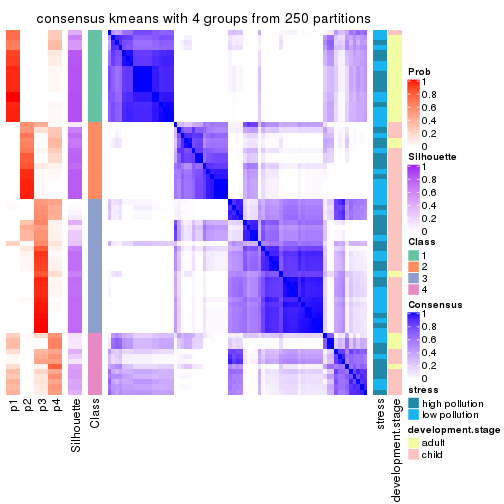 consensus kmeans with 4 groups from 250 partitions
Prob
1
0.8
0.6
0.4
0.2
0
Silhouette
1
0.8
0.6
0.4
0.2
0
Class
1
2
3
4
Consensus
1
0.8
0.6
0.4
0.2
0
stress
high pollution
low pollution
development.stage
adult
child
p1
p2
p3
p4
Silhouette
Class
stress
development.stage